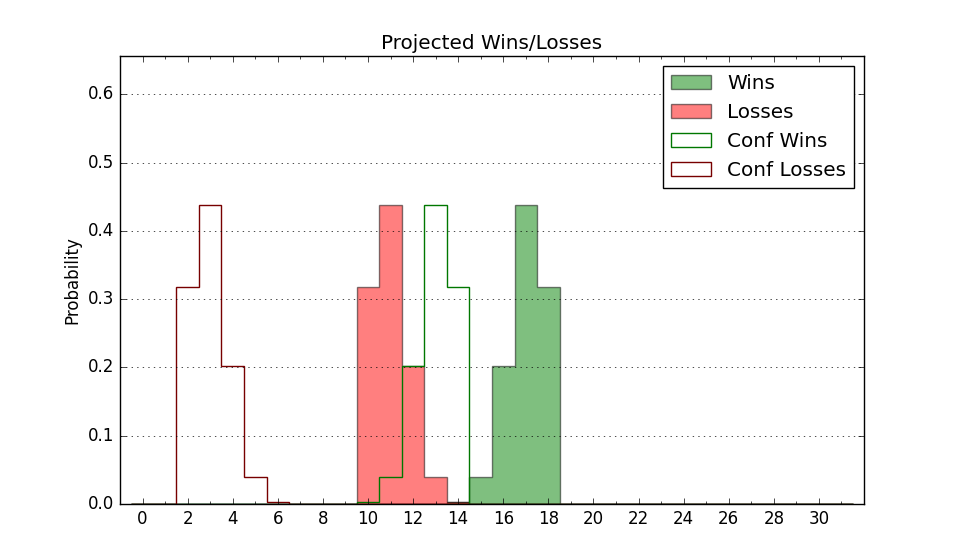 Projected Wins/Losses
Wins
Losses
Conf Wins
Conf Losses
Probability
0.6
0.5
0.4
0.3
0.2
0.1
0.0
0 2 4 6 8 10 12 14 16 18 20 22 24 26 28 30